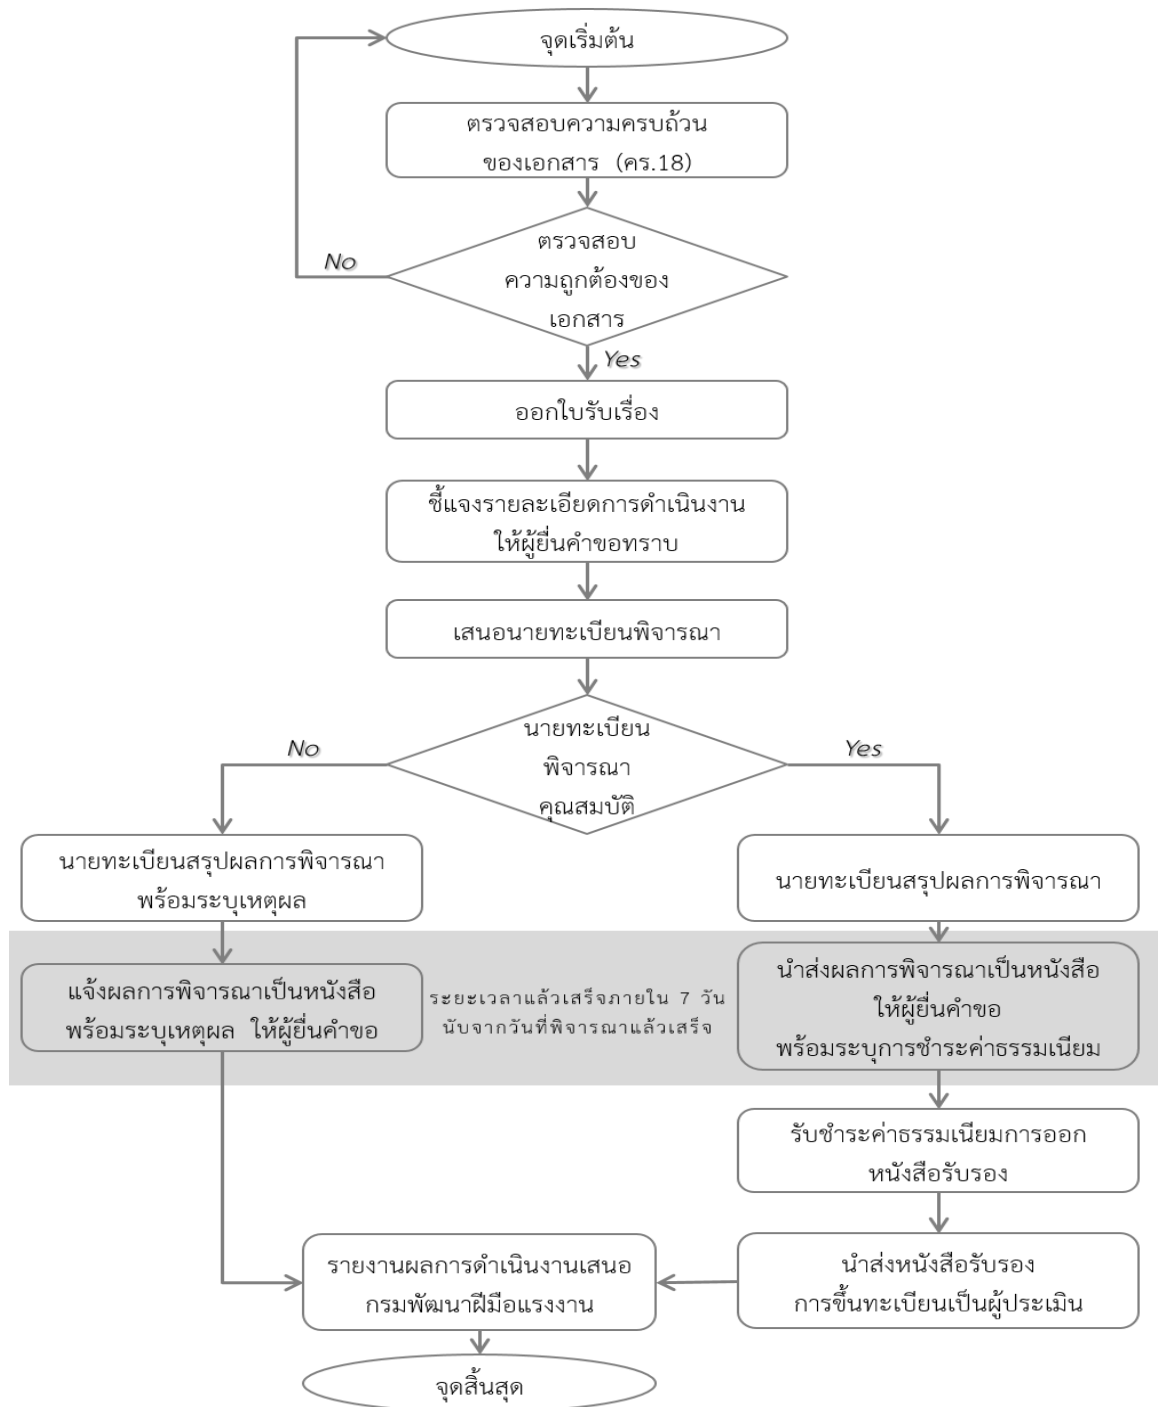 จุดเริ่มต้น
ตรวจสอบความครบถ้วน
ของเอกสาร (คร.18)
ตรวจสอบ
ความถูกต้องของ
เอกสาร
No
Yes
ออกใบรับเรื่อง
ชี้แจงรายละเอียดการดำเนินงาน
ให้ผู้ยื่นคำขอทราบ
เสนอนายทะเบียนพิจารณา
นายทะเบียน
พิจารณา
คุณสมบัติ
No
Yes
นายทะเบียนสรุปผลการพิจารณา
พร้อมระบุเหตุผล
นายทะเบียนสรุปผลการพิจารณา
แจ้งผลการพิจารณาเป็นหนังสือ
พร้อมระบุเหตุผล ให้ผู้ยื่นคำขอ
ระยะเวลาแล้วเสร็จภายใน 7 วัน
นับจากวันที่พิจารณาแล้วเสร็จ
นำส่งผลการพิจารณาเป็นหนังสือ
ให้ผู้ยื่นคำขอ
พร้อมระบุการชำระค่าธรรมเนียม
รับชำระค่าธรรมเนียมการออก
หนังสือรับรอง
นำส่งหนังสือรับรอง
การขึ้นทะเบียนเป็นผู้ประเมิน
รายงานผลการดำเนินงานเสนอ
กรมพัฒนาฝีมือแรงงาน
จุดสิ้นสุด